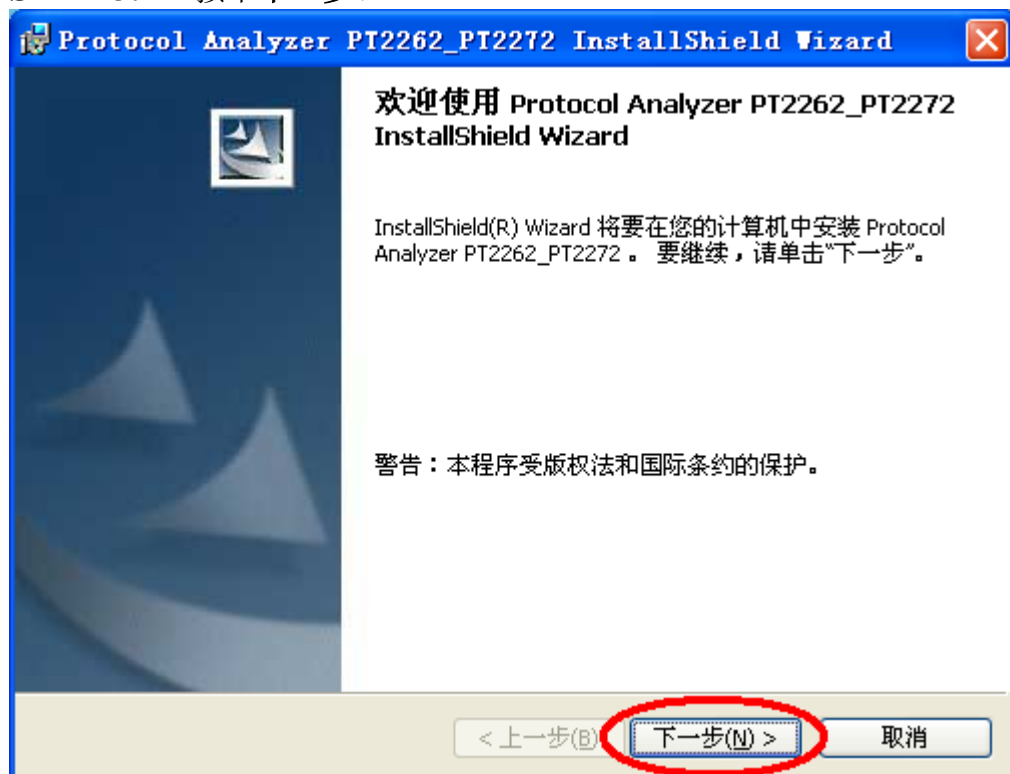 Protocol Analyzer PT2262_PT2272 InstallShield Wizard
欢迎使用 Protocol Analyzer PT2262_PT2272
InstallShield Wizard
InstallShield(R) Wizard 将要在您的计算机中安装 Protocol
Analyzer PT2262_PT2272 。 要继续，请单击“下一步”。
警告：本程序受版权法和国际条约的保护。
< 上一步(B)
下一步(N) >
取消